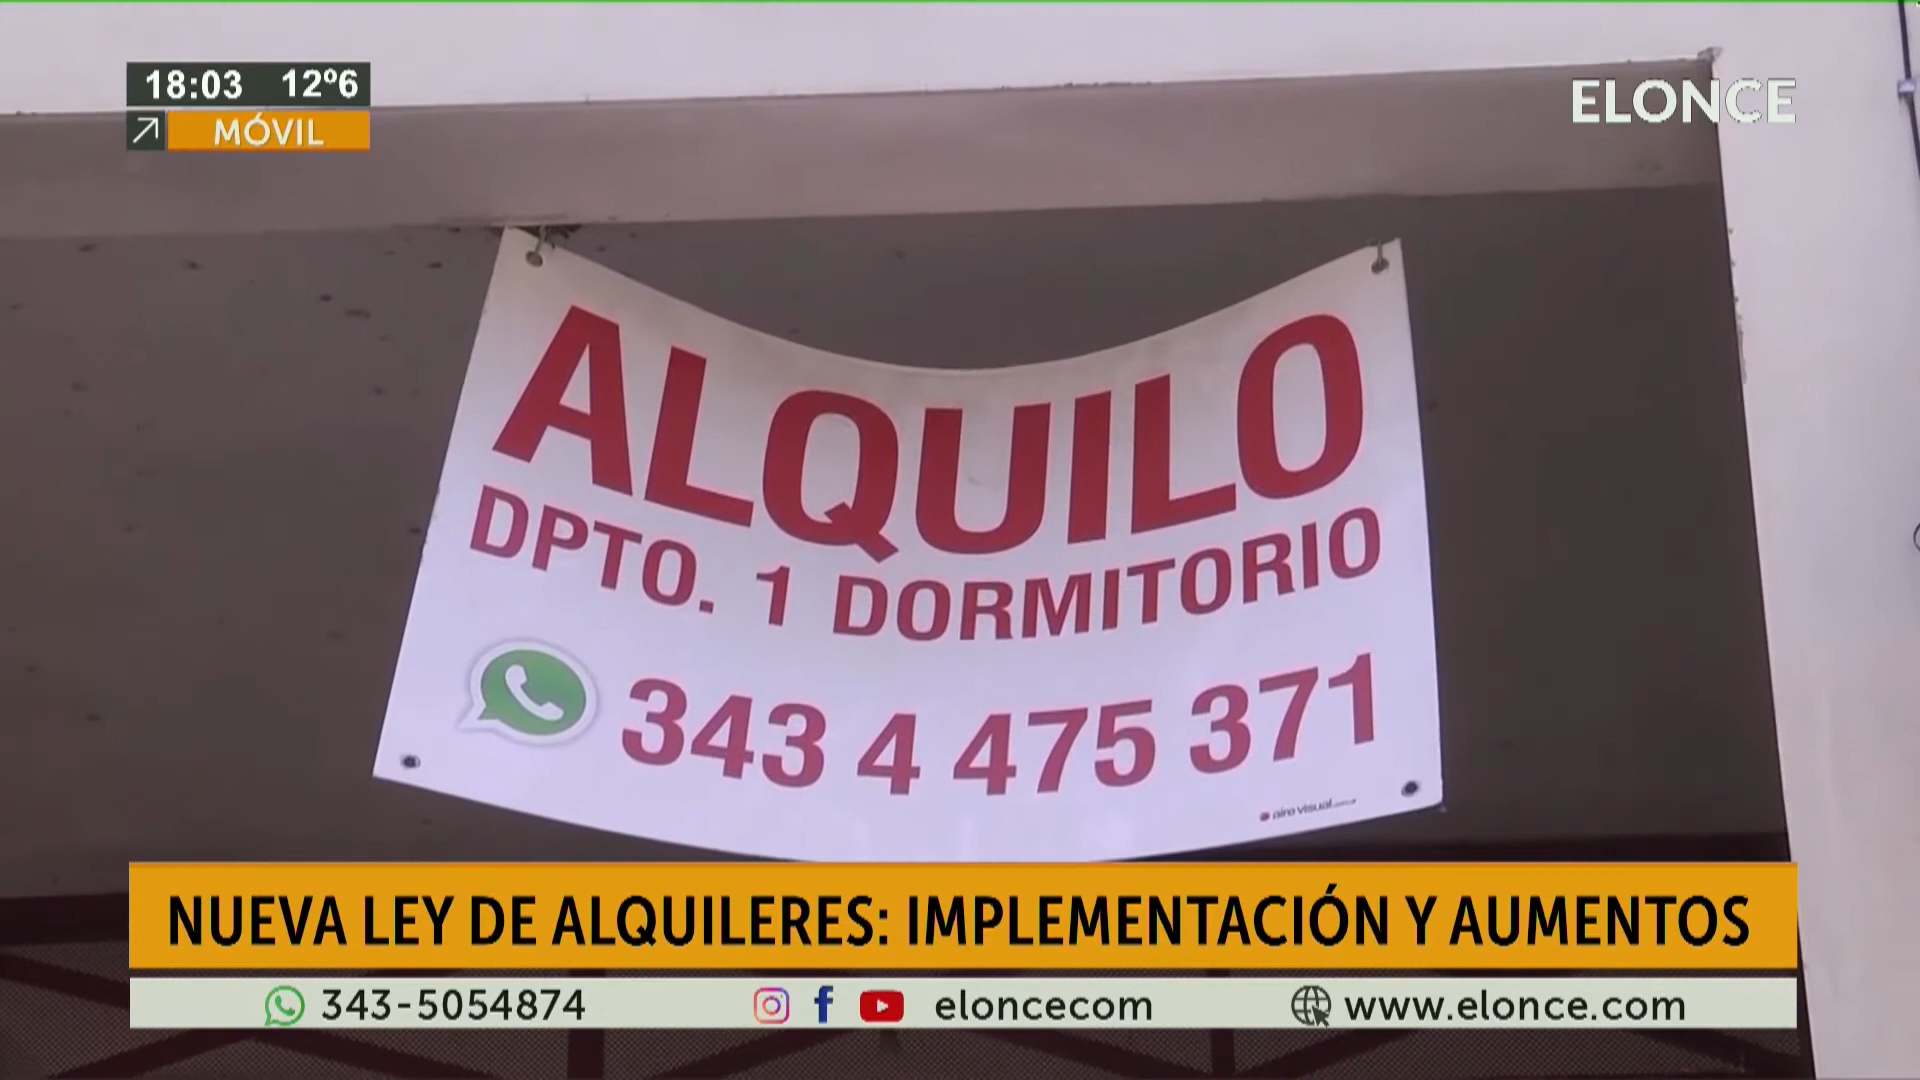 18:03 12º6
MÓVIL
ELONCE
ALQUILO
DPTO. 1 DORMITORIO
343 4 475 371
NUEVA LEY DE ALQUILERES: IMPLEMENTACIÓN Y AUMENTOS
343-5054874 eloncecom www.elonce.com